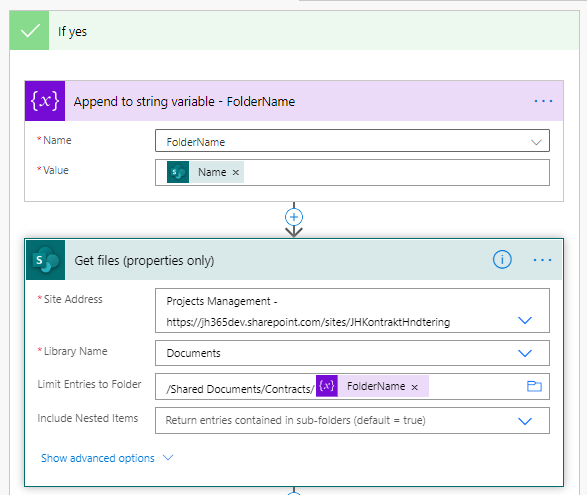 If yes
{x} Append to string variable - FolderName ...
* Name FolderName
* Value S Name ×
S Get files (properties only) i ...
* Site Address Projects Management -
https://jh365dev.sharepoint.com/sites/JHKontraktHndtering
* Library Name Documents
Limit Entries to Folder /Shared Documents/Contracts/ {x} FolderName ×
Include Nested Items Return entries contained in sub-folders (default = true)
Show advanced options